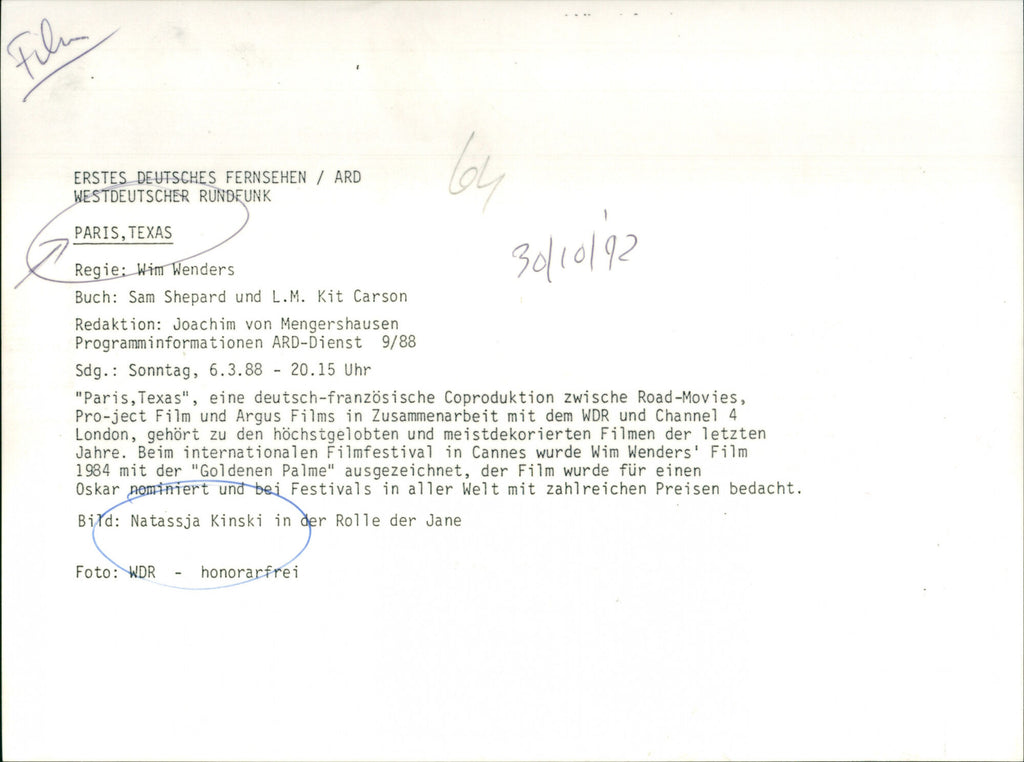 Film
64
ERSTES DEUTSCHES FERNSEHEN / ARD
WESTDEUTSCHER RUNDFUNK
PARIS,TEXAS
30/10/92
Regie: Wim Wenders
Buch: Sam Shepard und L.M. Kit Carson
Redaktion: Joachim von Mengershausen
Programminformationen ARD-Dienst 9/88
Sdg.: Sonntag, 6.3.88 - 20.15 Uhr
"Paris,Texas", eine deutsch-französische Coproduktion zwische Road-Movies,
Pro-ject Film und Argus Films in Zusammenarbeit mit dem WDR und Channel 4
London, gehört zu den höchstgelobten und meistdekorierten Filmen der letzten
Jahre. Beim internationalen Filmfestival in Cannes wurde Wim Wenders' Film
1984 mit der "Goldenen Palme" ausgezeichnet, der Film wurde für einen
Oskar nominiert und bei Festivals in aller Welt mit zahlreichen Preisen bedacht.
Bild: Natassja Kinski in der Rolle der Jane
Foto: WDR - honorarfrei